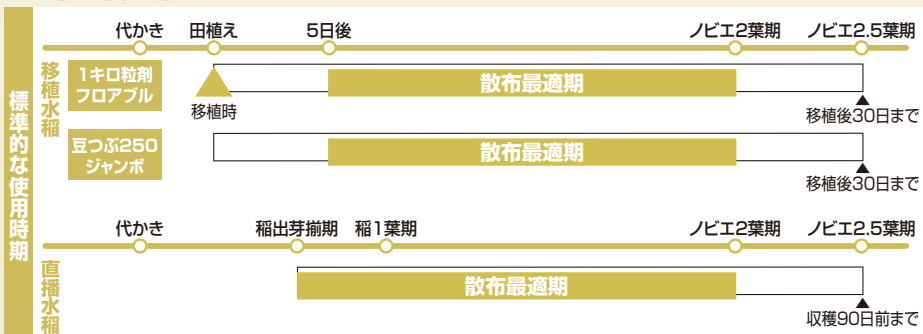 標準的な使用時期
移植水稲
代かき 田植え 5日後 ノビエ2葉期 ノビエ2.5葉期
1キロ粒剤
フロアブル
散布最適期
移植時
移植後30日まで
豆つぶ250
ジャンボ
散布最適期
移植後30日まで
直播水稲
代かき 稲出芽揃期 稲1葉期 ノビエ2葉期 ノビエ2.5葉期
散布最適期
収穫90日前まで